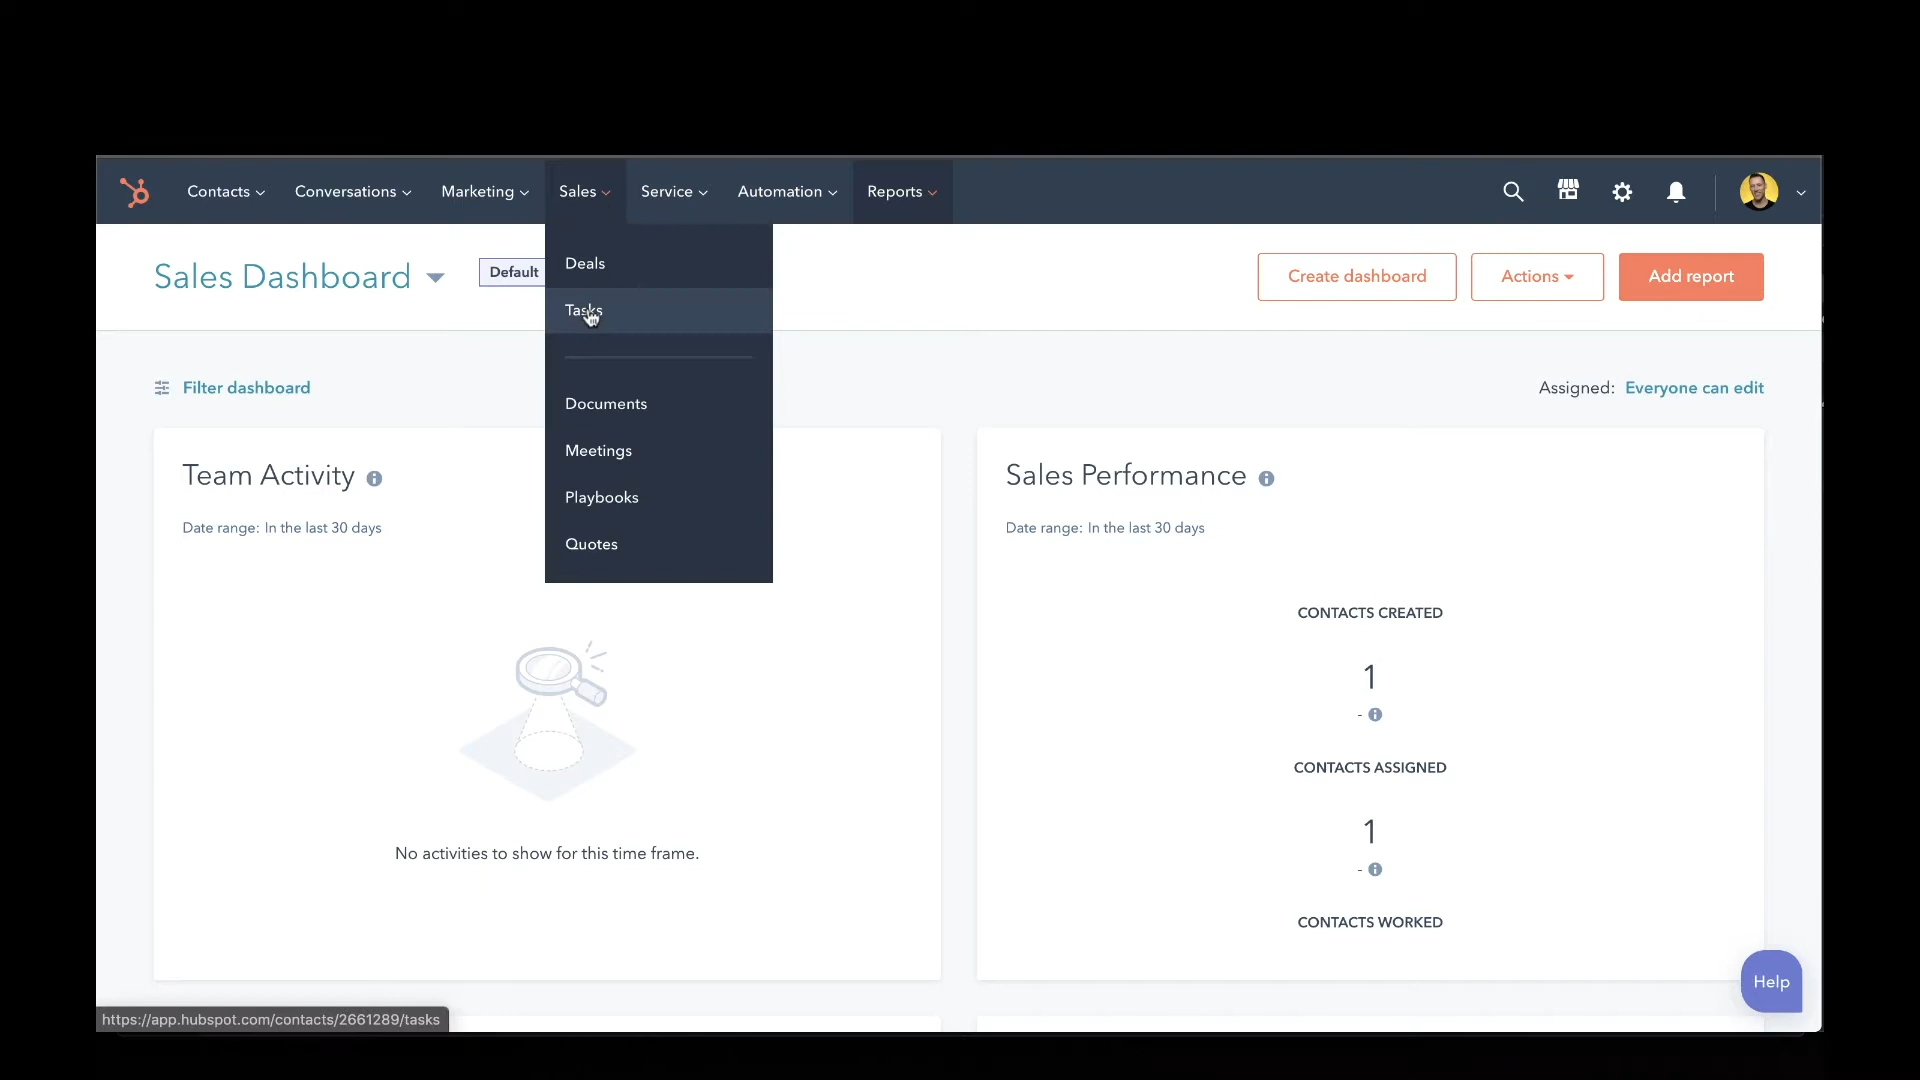 Contacts
Conversations
Marketing
Sales
Service
Automation
Reports
Sales Dashboard
Default
Create dashboard
Actions
Add report
Deals
Tasks
Documents
Meetings
Playbooks
Quotes
Filter dashboard
Assigned: Everyone can edit
Team Activity
Date range: In the last 30 days
No activities to show for this time frame.
Sales Performance
Date range: In the last 30 days
CONTACTS CREATED
1
-
CONTACTS ASSIGNED
1
-
CONTACTS WORKED
Help
https://app.hubspot.com/contacts/2661289/tasks